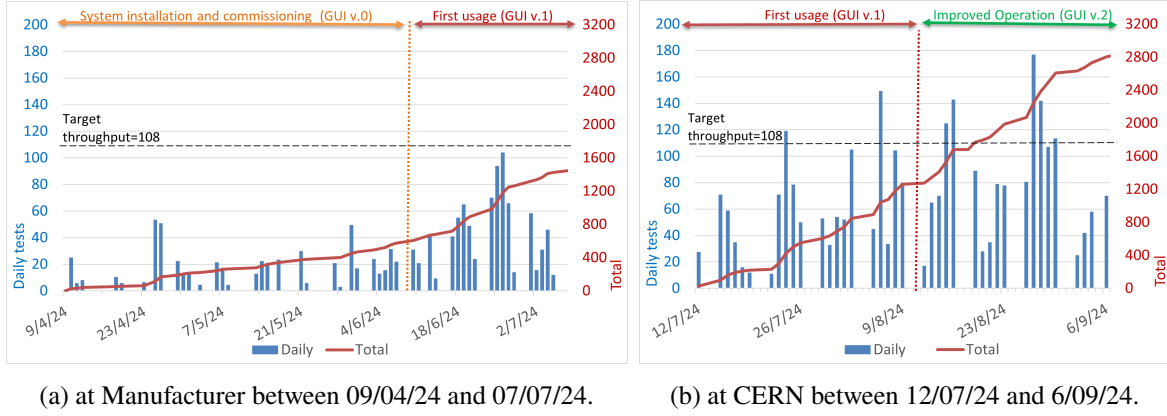 System installation and commissioning (GUI v.0)
First usage (GUI v.1)
200
180
160
140
120
100
80
60
40
20
0
Daily tests
3200
2800
2400
2000
1600
1200
800
400
0
Total
Target
throughput=108
9/4/24
23/4/24
7/5/24
21/5/24
4/6/24
18/6/24
2/7/24
Daily
Total
(a) at Manufacturer between 09/04/24 and 07/07/24.
First usage (GUI v.1)
Improved Operation (GUI v.2)
200
180
160
140
120
100
80
60
40
20
0
Daily tests
3200
2800
2400
2000
1600
1200
800
400
0
Total
Target
throughput=108
12/7/24
26/7/24
9/8/24
23/8/24
6/9/24
Daily
Total
(b) at CERN between 12/07/24 and 6/09/24.